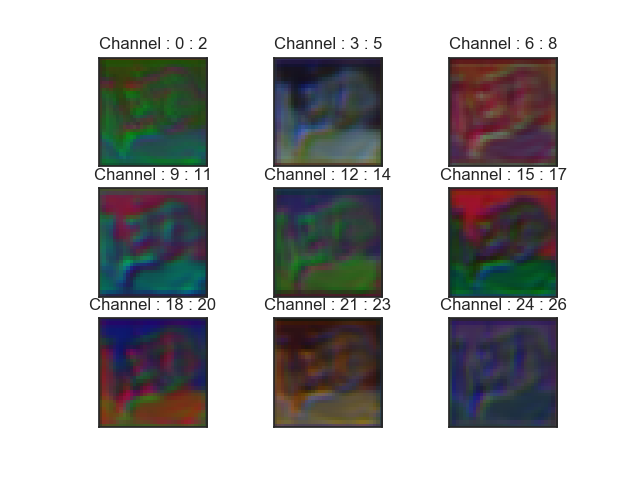 Channel : 0 : 2
Channel : 3 : 5
Channel : 6 : 8
Channel : 9 : 11
Channel : 12 : 14
Channel : 15 : 17
Channel : 18 : 20
Channel : 21 : 23
Channel : 24 : 26